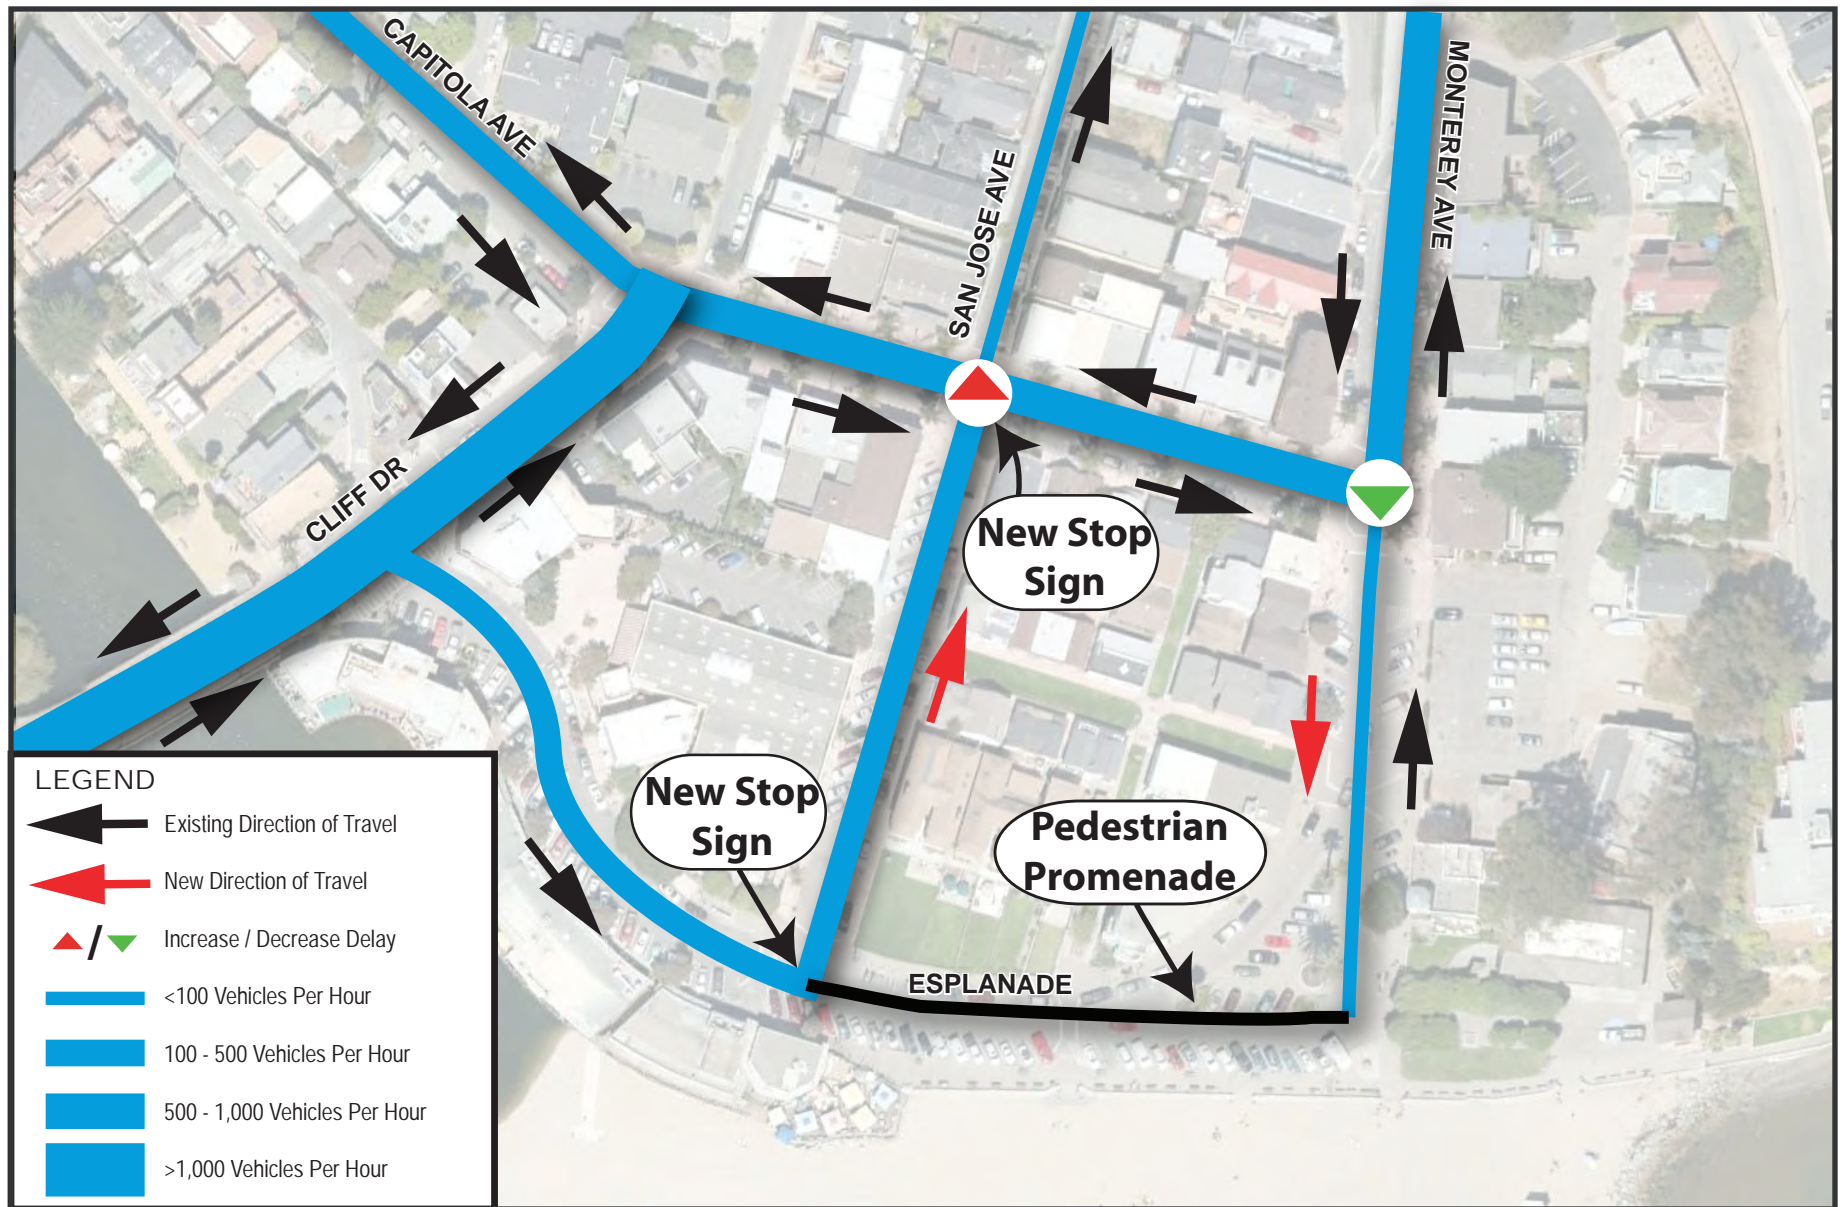 CAPITOLA AVE
SAN JOSE AVE
MONTEREY AVE
CLIFF DR
New Stop
Sign
New Stop
Sign
Pedestrian
Promenade
ESPLANADE
LEGEND
Existing Direction of Travel
New Direction of Travel
/ Increase / Decrease Delay
<100 Vehicles Per Hour
100 - 500 Vehicles Per Hour
500 - 1,000 Vehicles Per Hour
>1,000 Vehicles Per Hour